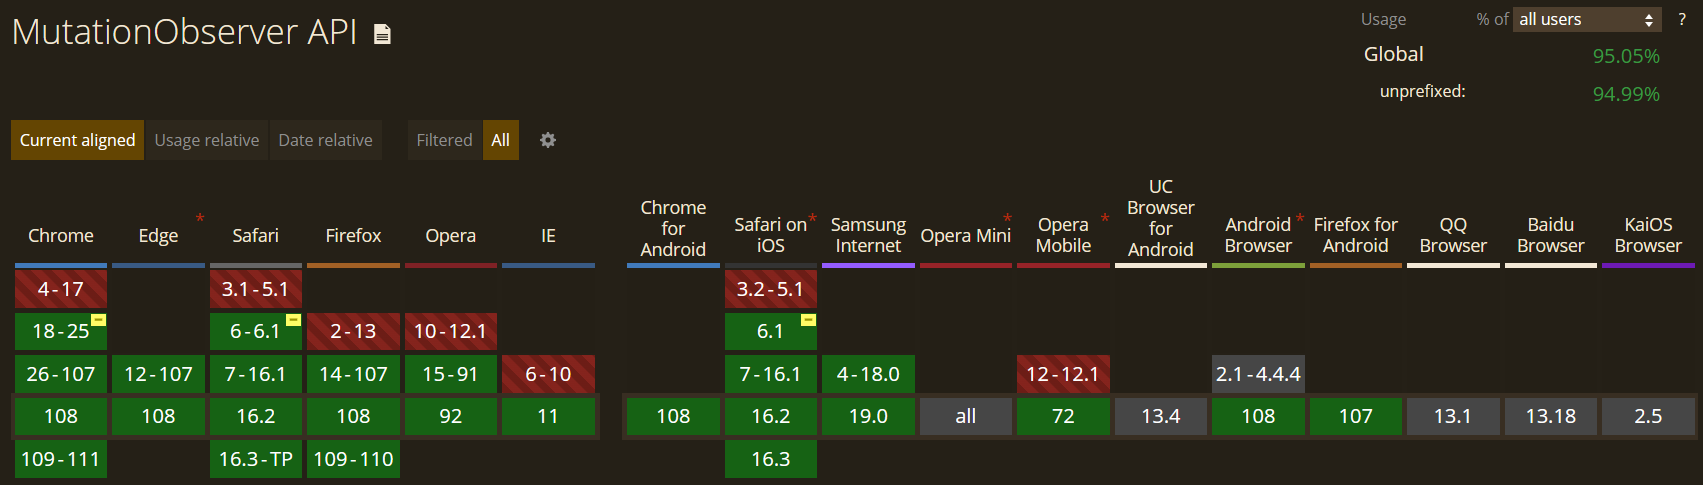 MutationObserver API
Usage % of all users ?
Global 95.05%
unprefixed: 94.99%
Current aligned Usage relative Date relative Filtered All
Chrome Edge * Safari Firefox Opera IE Chrome for Android Safari on iOS * Samsung Internet Opera Mini * Opera Mobile * UC Browser for Android Android Browser * Firefox for Android QQ Browser Baidu Browser KaiOS Browser
4-17 3.1-5.1 3.2-5.1
18-25 6-6.1 2-13 10-12.1 6.1
26-107 12-107 7-16.1 14-107 15-91 6-10 7-16.1 4-18.0 12-12.1 2.1-4.4.4
108 108 16.2 108 92 11 108 16.2 19.0 all 72 13.4 108 107 13.1 13.18 2.5
109-111 16.3-TP 109-110 16.3